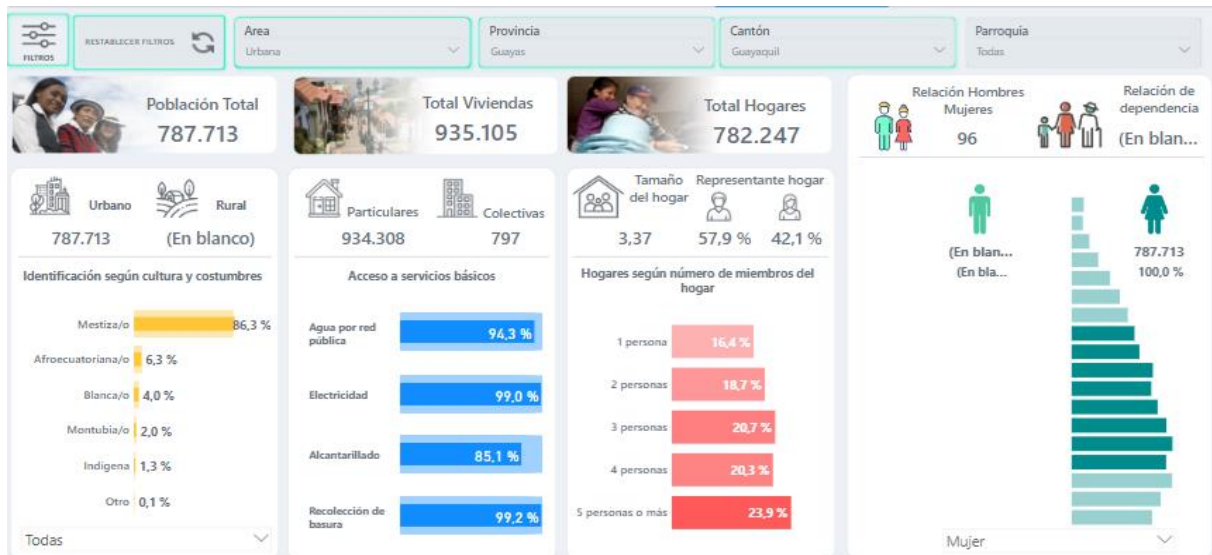 FILTROS
RESTABLECER FILTROS
Area
Urbana
Provincia
Guayas
Cantón
Guayaquil
Parroquia
Todas
Población Total
787.713
Total Viviendas
935.105
Total Hogares
782.247
Relación Hombres
Mujeres
96
Relación de
dependencia
(En blan...
Urbano
Rural
787.713
(En blanco)
Identificación según cultura y costumbres
Mestiza/o
86,3 %
Afroecuatoriana/o
6,3 %
Blanca/o
4,0 %
Montubia/o
2,0 %
Indígena
1,3 %
Otro
0,1 %
Todas
Particulares
Colectivas
934.308
797
Acceso a servicios básicos
Agua por red
pública
94,3 %
Electricidad
99,0 %
Alcantarillado
85,1 %
Recolección de
basura
99,2 %
Tamaño
del hogar
Representante hogar
3,37
57,9 %
42,1 %
Hogares según número de miembros del
hogar
1 persona
16,4 %
2 personas
18,7 %
3 personas
20,7 %
4 personas
20,3 %
5 personas o más
23,9 %
(En blan...
(En bla...
787.713
100,0 %
Mujer